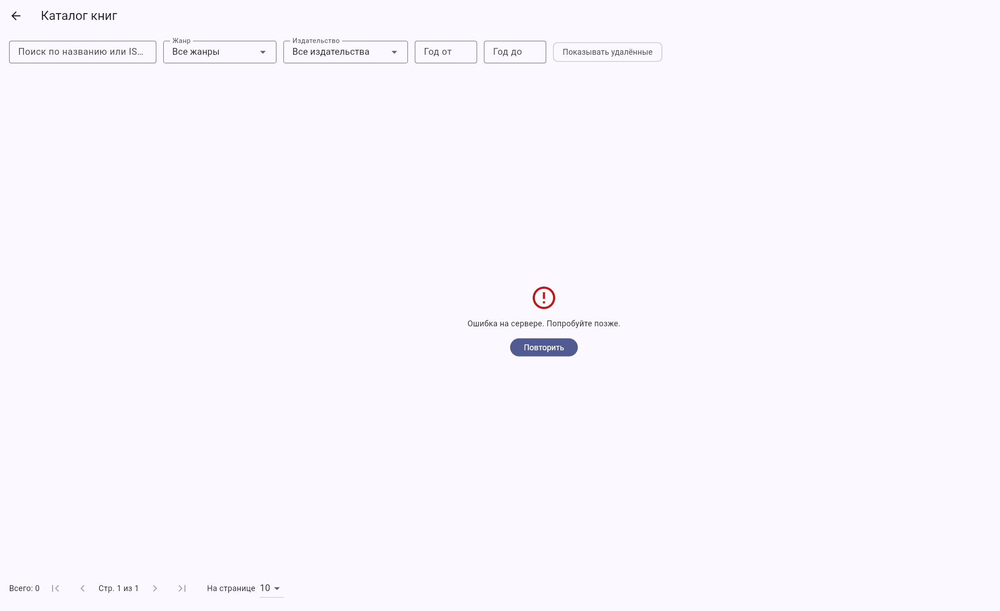 Каталог книг
Поиск по названию или IS…
Жанр
Все жанры
Издательство
Все издательства
Год от
Год до
Показывать удалённые
Ошибка на сервере. Попробуйте позже.
Повторить
Всего: 0
Стр. 1 из 1
На странице
10